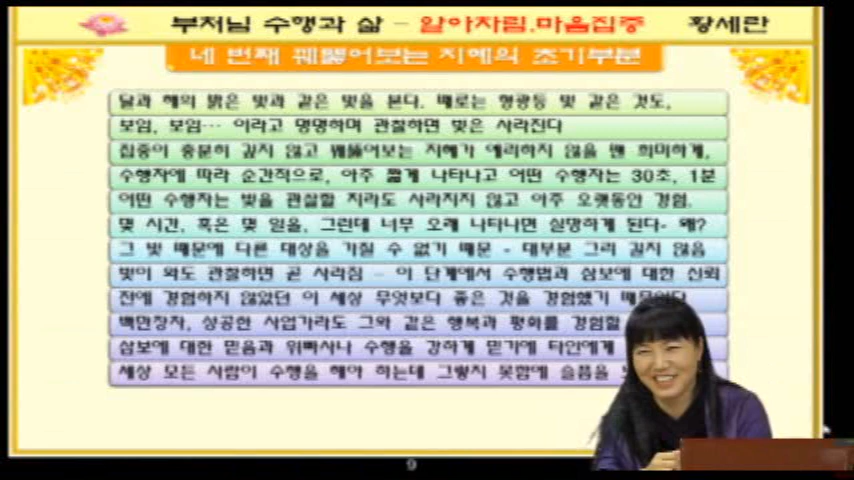 부처님 수행과 삶 - 알아차림.마음집중 황세란
네 번째 꿰뚫어보는 지혜의 초기부분
달과 해의 밝은 빛과 같은 빛을 본다. 때로는 형광등 빛 같은 것도,
보임, 보임… 이라고 명명하며 관찰하면 빛은 사라진다
집중이 충분히 깊지 않고 꿰뚫어보는 지혜가 예리하지 않을 땐 희미하게,
수행자에 따라 순간적으로, 아주 짧게 나타나고 어떤 수행자는 30초, 1분
어떤 수행자는 빛을 관찰할 지라도 사라지지 않고 아주 오랫동안 경험.
몇 시간, 혹은 몇 일을, 그런데 너무 오래 나타나면 실망하게 된다- 왜?
그 빛 때문에 다른 대상을 가질 수 없기 때문 - 대부분 그리 길지 않음
빛이 와도 관찰하면 곧 사라짐 - 이 단계에서 수행법과 삼보에 대한 신뢰
전에 경험하지 않았던 이 세상 무엇보다 좋은 것을 경험했기 때문이다
백만장자, 성공한 사업가라도 그와 같은 행복과 평화를 경험할
삼보에 대한 믿음과 위빠사나 수행을 강하게 믿기에 타인에게
세상 모든 사람이 수행을 해야 하는데 그렇지 못함에 슬픔을
9